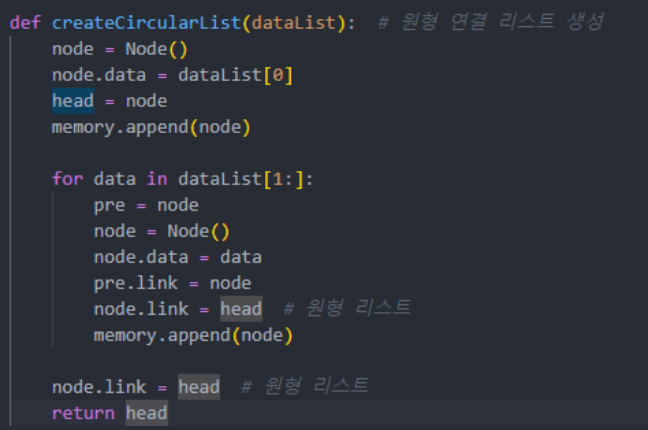 def createCircularList(dataList):  # 원형 연결 리스트 생성
    node = Node()
    node.data = dataList[0]
    head = node
    memory.append(node)

    for data in dataList[1:]:
        pre = node
        node = Node()
        node.data = data
        pre.link = node
        node.link = head  # 원형 리스트
        memory.append(node)

    node.link = head  # 원형 리스트
    return head